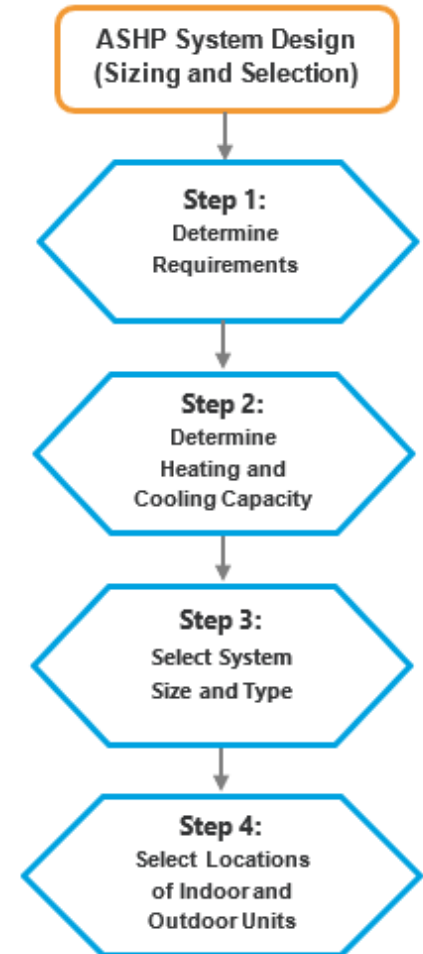 ASHP System Design
(Sizing and Selection)
Step 1:
Determine
Requirements
Step 2:
Determine
Heating and
Cooling Capacity
Step 3:
Select System
Size and Type
Step 4:
Select Locations
of Indoor and
Outdoor Units